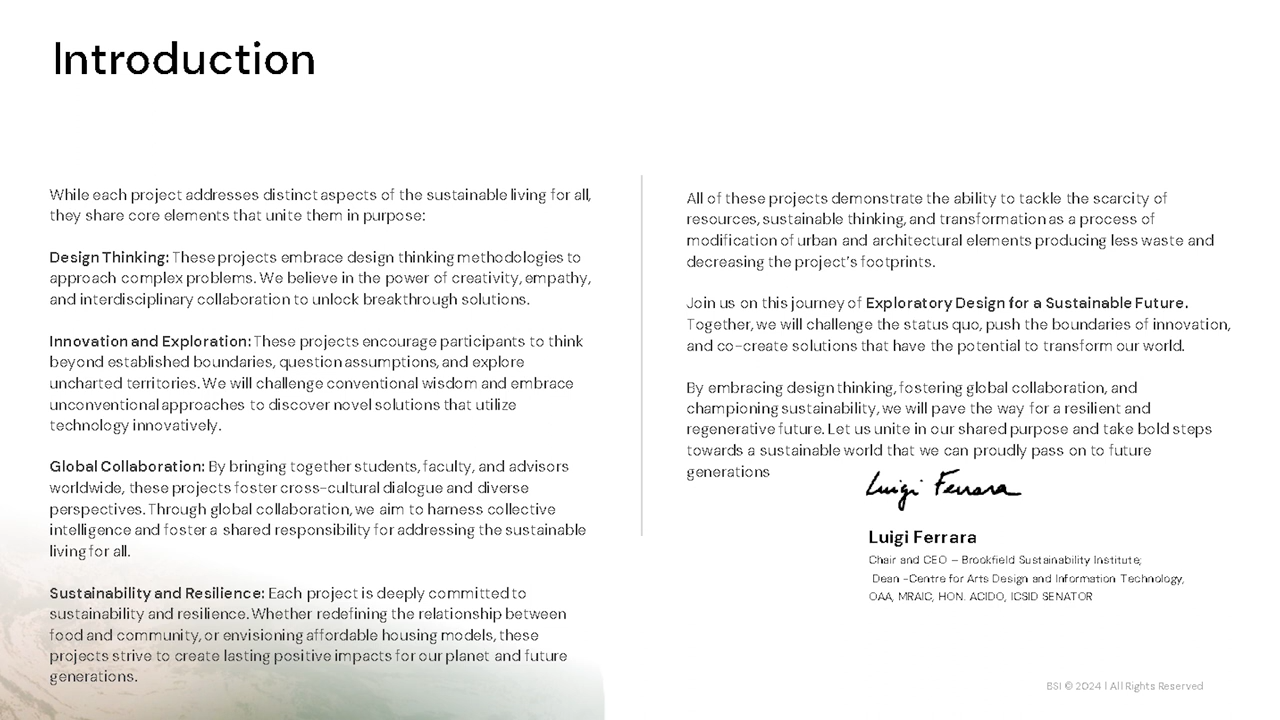 Introduction
While each project addresses distinct aspects of the sustainable living for all,
they share core elements that unite them in purpose:
Design Thinking: These projects embrace design thinking methodologies to
approach complex problems. We believe in the power of creativity, empathy,
and interdisciplinary collaboration to unlock breakthrough solutions.
Innovation and Exploration: These projects encourage participants to think
beyond established boundaries, question assumptions, and explore
uncharted territories. We will challenge conventional wisdom and embrace
unconventional approaches to discover novel solutions that utilize
technology innovatively.
Global Collaboration: By bringing together students, faculty, and advisors
worldwide, these projects foster cross-cultural dialogue and diverse
perspectives. Through global collaboration, we aim to harness collective
intelligence and foster a shared responsibility for addressing the sustainable
living for all.
Sustainability and Resilience: Each project is deeply committed to
sustainability and resilience. Whether redefining the relationship between
food and community, or envisioning affordable housing models, these
projects strive to create lasting positive impacts for our planet and future
generations.
All of these projects demonstrate the ability to tackle the scarcity of
resources, sustainable thinking, and transformation as a process of
modification of urban and architectural elements producing less waste and
decreasing the project's footprints.
Join us on this journey of Exploratory Design for a Sustainable Future.
Together, we will challenge the status quo, push the boundaries of innovation,
and co-create solutions that have the potential to transform our world.
By embracing design thinking, fostering global collaboration, and
championing sustainability, we will pave the way for a resilient and
regenerative future. Let us unite in our shared purpose and take bold steps
towards a sustainable world that we can proudly pass on to future
generations
Luigi Ferrara
Luigi Ferrara
Chair and CEO – Brookfield Sustainability Institute;
Dean -Centre for Arts Design and Information Technology,
OAA, MRAIC, HON. ACIDO, ICSID SENATOR
BSI © 2024 | All Rights Reserved